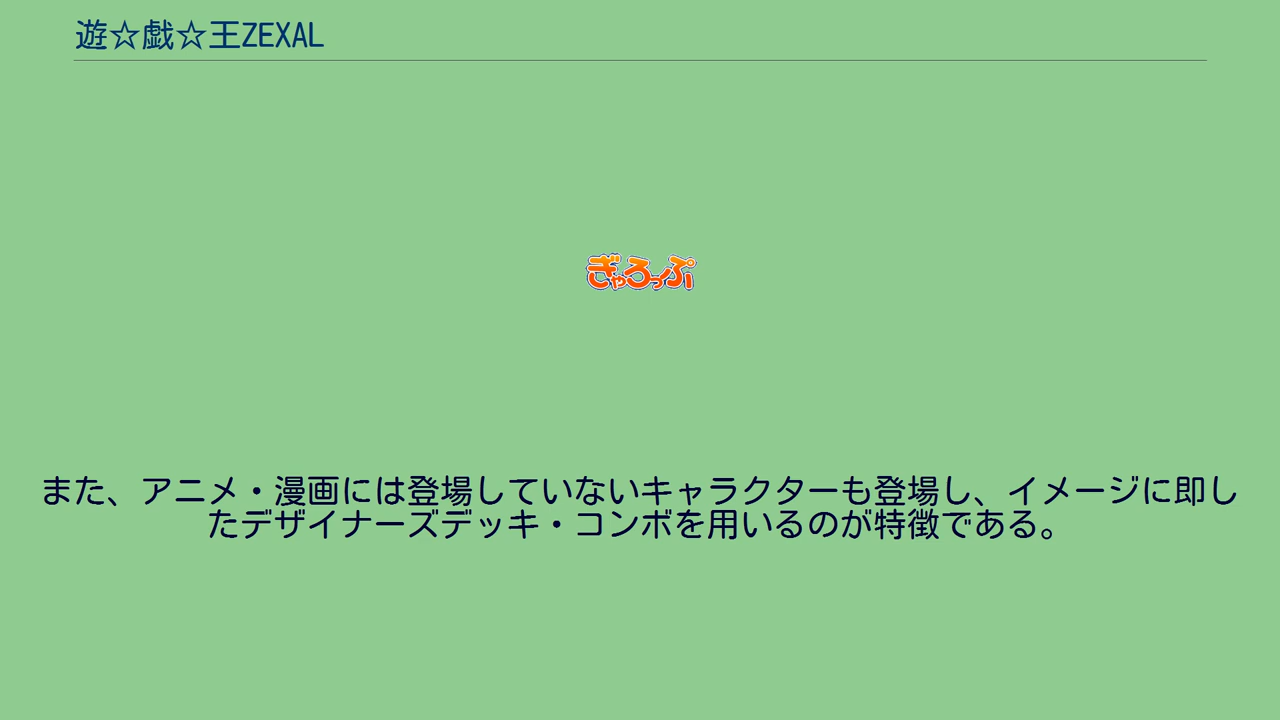 遊☆戯☆王ZEXAL
ぎゃろっぷ
また、アニメ・漫画には登場していないキャラクターも登場し、イメージに即し
たデザイナーズデッキ・コンボを用いるのが特徴である。